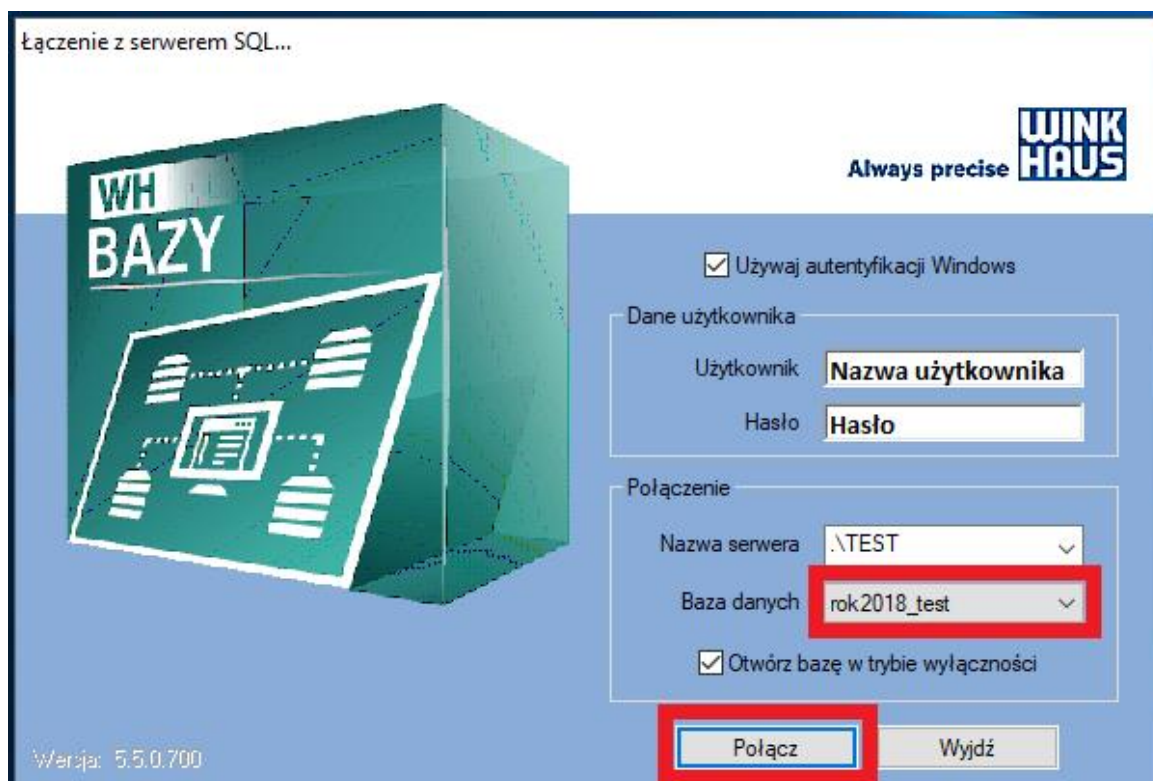 Łączenie z serwerem SQL...
Always precise
WINK
HAUS
WH
BAZY
Używaj autentyfikacji Windows
Dane użytkownika
Użytkownik Nazwa użytkownika
Hasło Hasło
Połączenie
Nazwa serwera .\TEST
Baza danych rok2018_test
Otwórz bazę w trybie wyłączności
Połącz Wyjdź
Wersja: 5.5.0.700